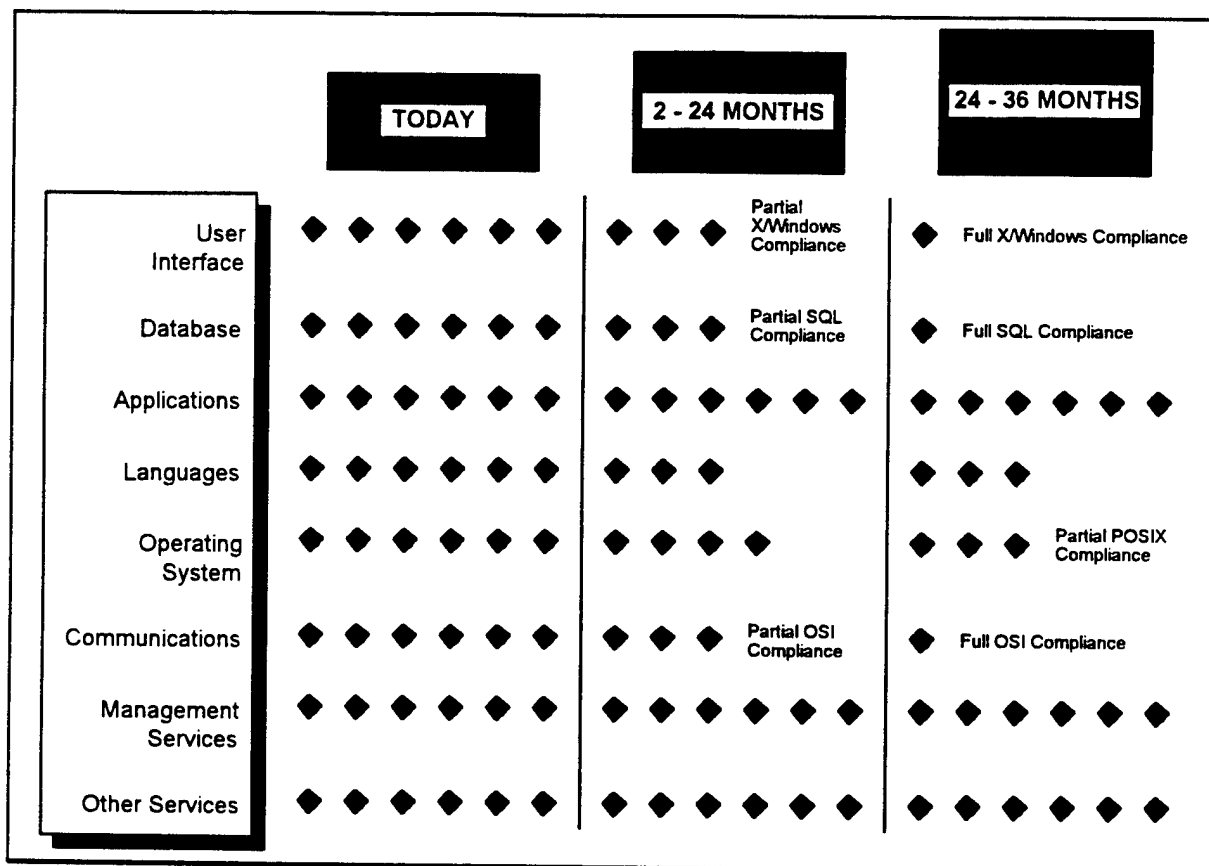 TODAY
2 - 24 MONTHS
24 - 36 MONTHS
User
Interface
Partial
X/Windows
Compliance
Full X/Windows Compliance
Database
Partial SQL
Compliance
Full SQL Compliance
Applications
Languages
Operating
System
Partial POSIX
Compliance
Communications
Partial OSI
Compliance
Full OSI Compliance
Management
Services
Other Services